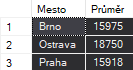 Mesto Průměr
1 Brno 15975
2 Ostrava 18750
3 Praha 15918